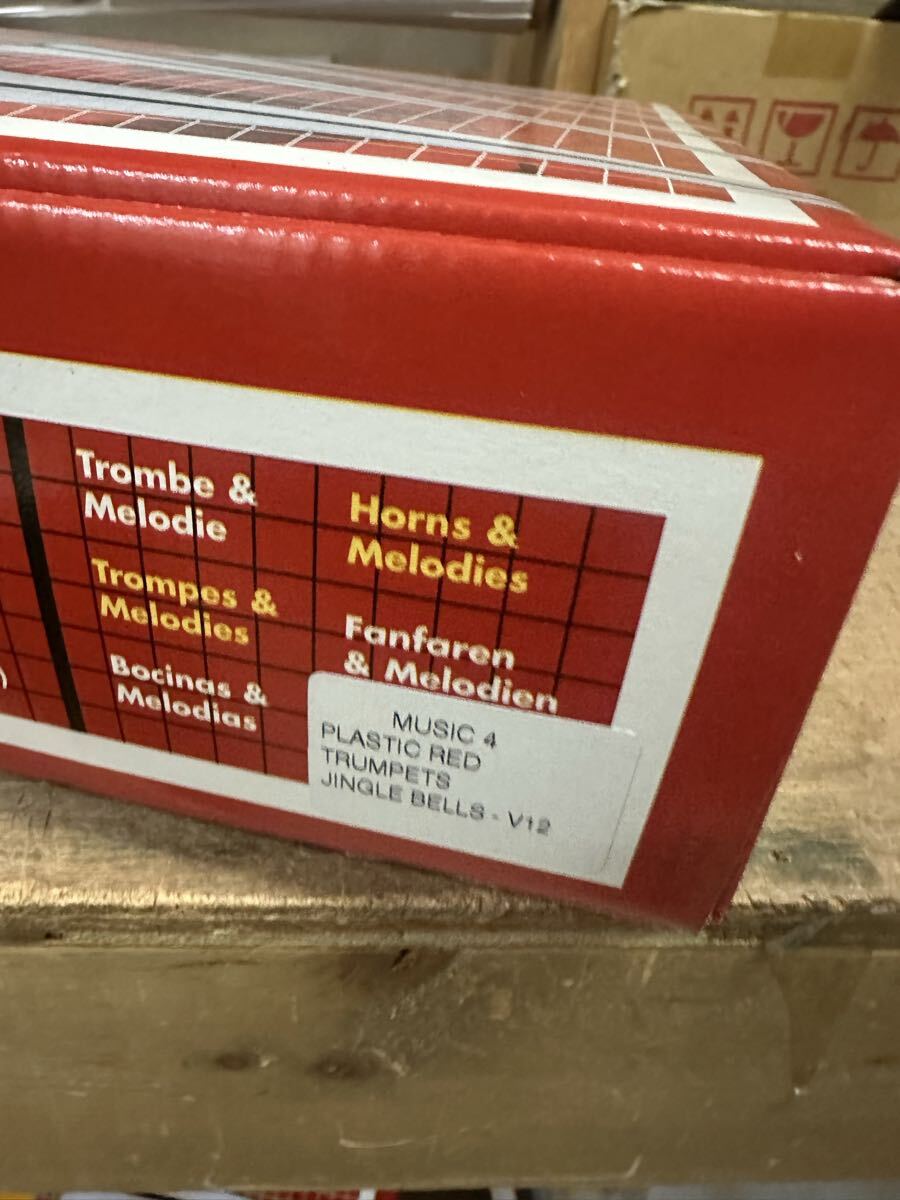 Trombe &
Melodie
Trompes &
Melodies
Bocinas &
Melodias
Horns &
Melodies
Fanfaren
& Melodien
MUSIC 4
PLASTIC RED
TRUMPETS
JINGLE BELLS - V12
)